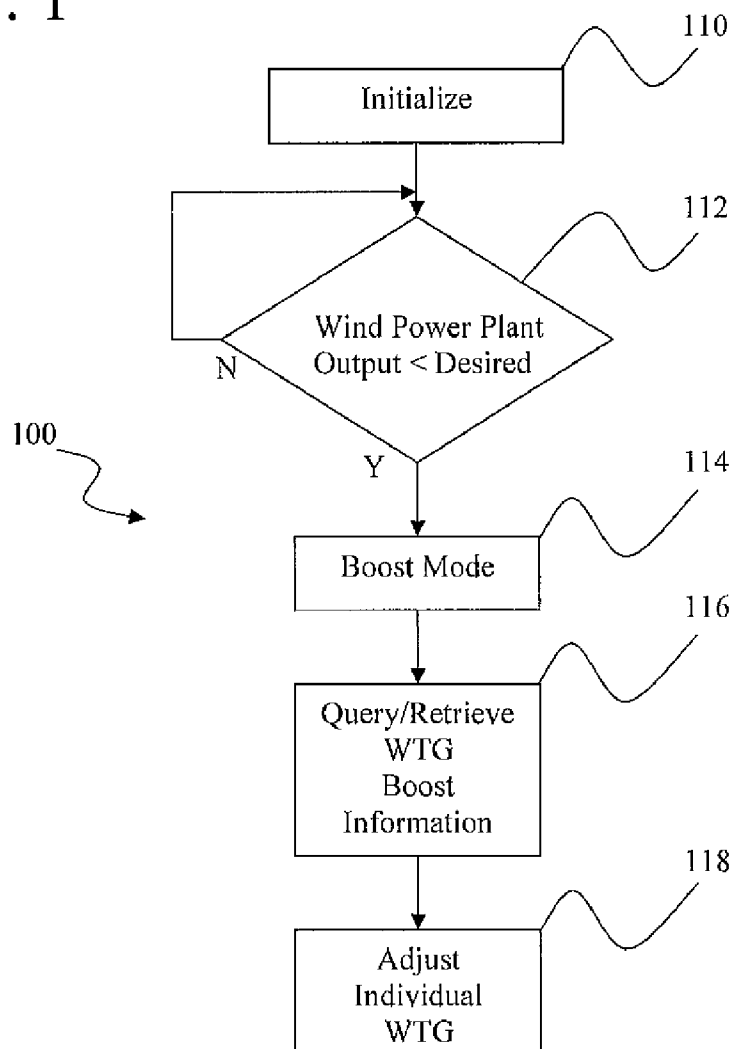 . 1
110
Initialize
112
Wind Power Plant
Output < Desired
N
100
Y
114
Boost Mode
116
Query/Retrieve
WTG
Boost
Information
118
Adjust
Individual
WTG